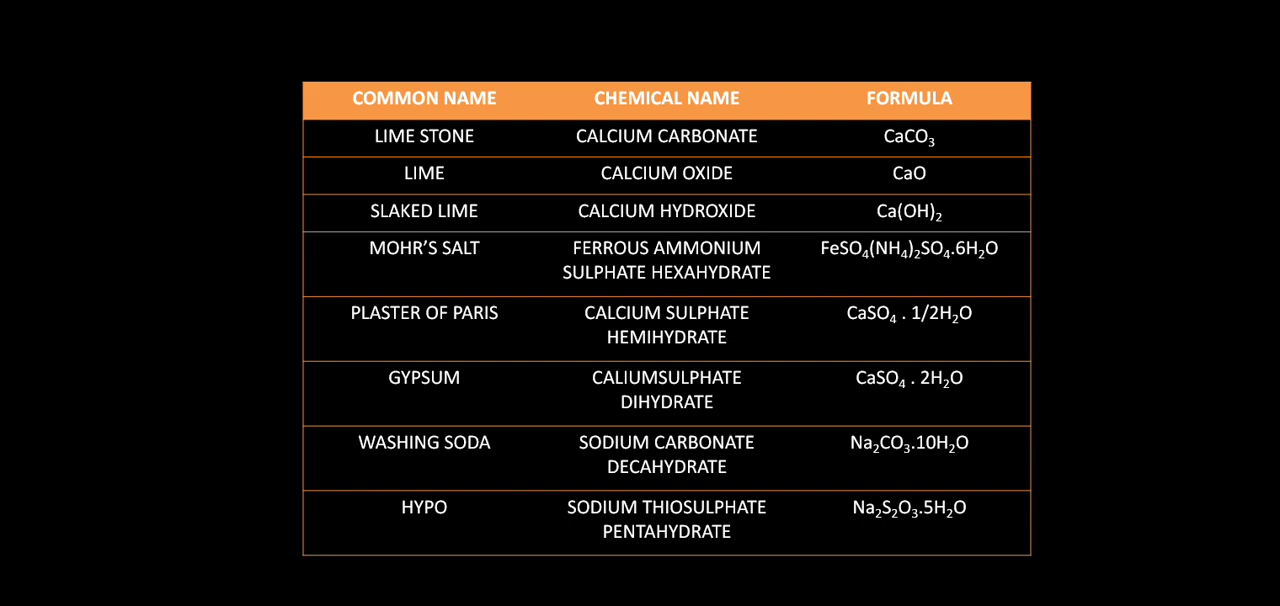 COMMON NAME CHEMICAL NAME FORMULA
LIME STONE CALCIUM CARBONATE CaCO₃
LIME CALCIUM OXIDE CaO
SLAKED LIME CALCIUM HYDROXIDE Ca(OH)₂
MOHR’S SALT FERROUS AMMONIUM FeSO₄(NH₄)₂SO₄.6H₂O
SULPHATE HEXAHYDRATE
PLASTER OF PARIS CALCIUM SULPHATE CaSO₄ . 1/2H₂O
HEMIHYDRATE
GYPSUM CALIUMSULPHATE CaSO₄ . 2H₂O
DIHYDRATE
WASHING SODA SODIUM CARBONATE Na₂CO₃.10H₂O
DECAHYDRATE
HYPO SODIUM THIOSULPHATE Na₂S₂O₃.5H₂O
PENTAHYDRATE